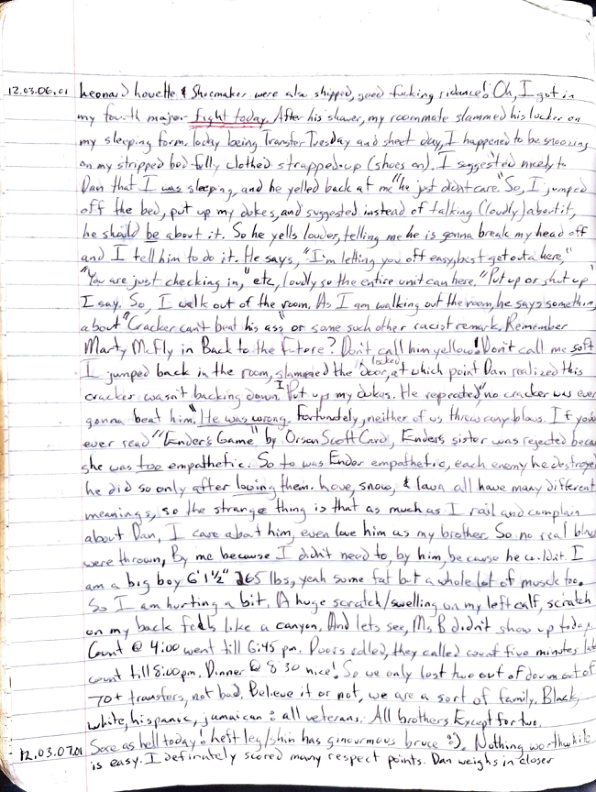 12.03.06.01 Leonard houette & Shoemaker were also shipped, good fucking ridence! Oh, I got in
my fourth major fight today. After his shower, my roommate slammed his locker on
my sleeping form. Today being Transfer Tuesday and sheet day, I happened to be snoozing
on my stripped bed fully clothed strapped-up (shoes on). I suggested nicely to
Dan that I was sleeping, and he yelled back at me "he just didnt care." So, I jumped
off the bed, put up my dukes, and suggested instead of talking (loudly) about it,
he should be about it. So he yells louder, telling me he is gonna break my head off
and I tell him to do it. He says, "I'm letting you off easy, best get outa here,"
"You are just checking in," etc, loudly so the entire unit can here. "Put up or shut up"
I say. So, I walk out of the room. As I am walking out the room, he says something
about "Cracker can't beat his ass" or some such other racist remark. Remember
Marty McFly in Back to the Future? Don't call him yellow! Don't call me soft
I jumped back in the room, slammed the locked door, at which point Dan realized this
cracker wasn't backing down. I Put up my dukes. He repeated "no cracker was ever
gonna beat him." He was wrong. Fortunately, neither of us threw any blows. If you
ever read "Ender's Game" by Orson Scott Card, Enders sister was rejected becau
she was too empathetic. So to was Ender empathetic, each enemy he destroyed
he did so only after loving them. Love, snow, & lava all have many different
meanings, so the strange thing is that as much as I rail and complain
about Dan, I care about him, even love him as my brother. So no real blows
were thrown, By me because I didn't need to, by him, because he couldn't. I
am a big boy 6' 1½" 265 lbs, yeah some fat but a whole lot of muscle too.
So I am hurting a bit. A huge scratch/swelling on my left calf, scratch
on my back feels like a canyon. And lets see, Ms. B didn't show up today.
Count @ 4:00 went till 6:45 pm. Doors rolled, they called count five minutes late
count till 8:00pm. Dinner @ 8:30 nice! So we only lost two out of dorm out of
70+ transfers, not bad. Believe it or not, we are a sort of family. Black,
white, hispanic, jamaican : all veterans. All brothers Except for two.
12.03.07.01 Sore as hell today! Left leg/shin has ginourmous bruce :). Nothing worthwhile
is easy. I definately scored many respect points. Dan weighs in closer